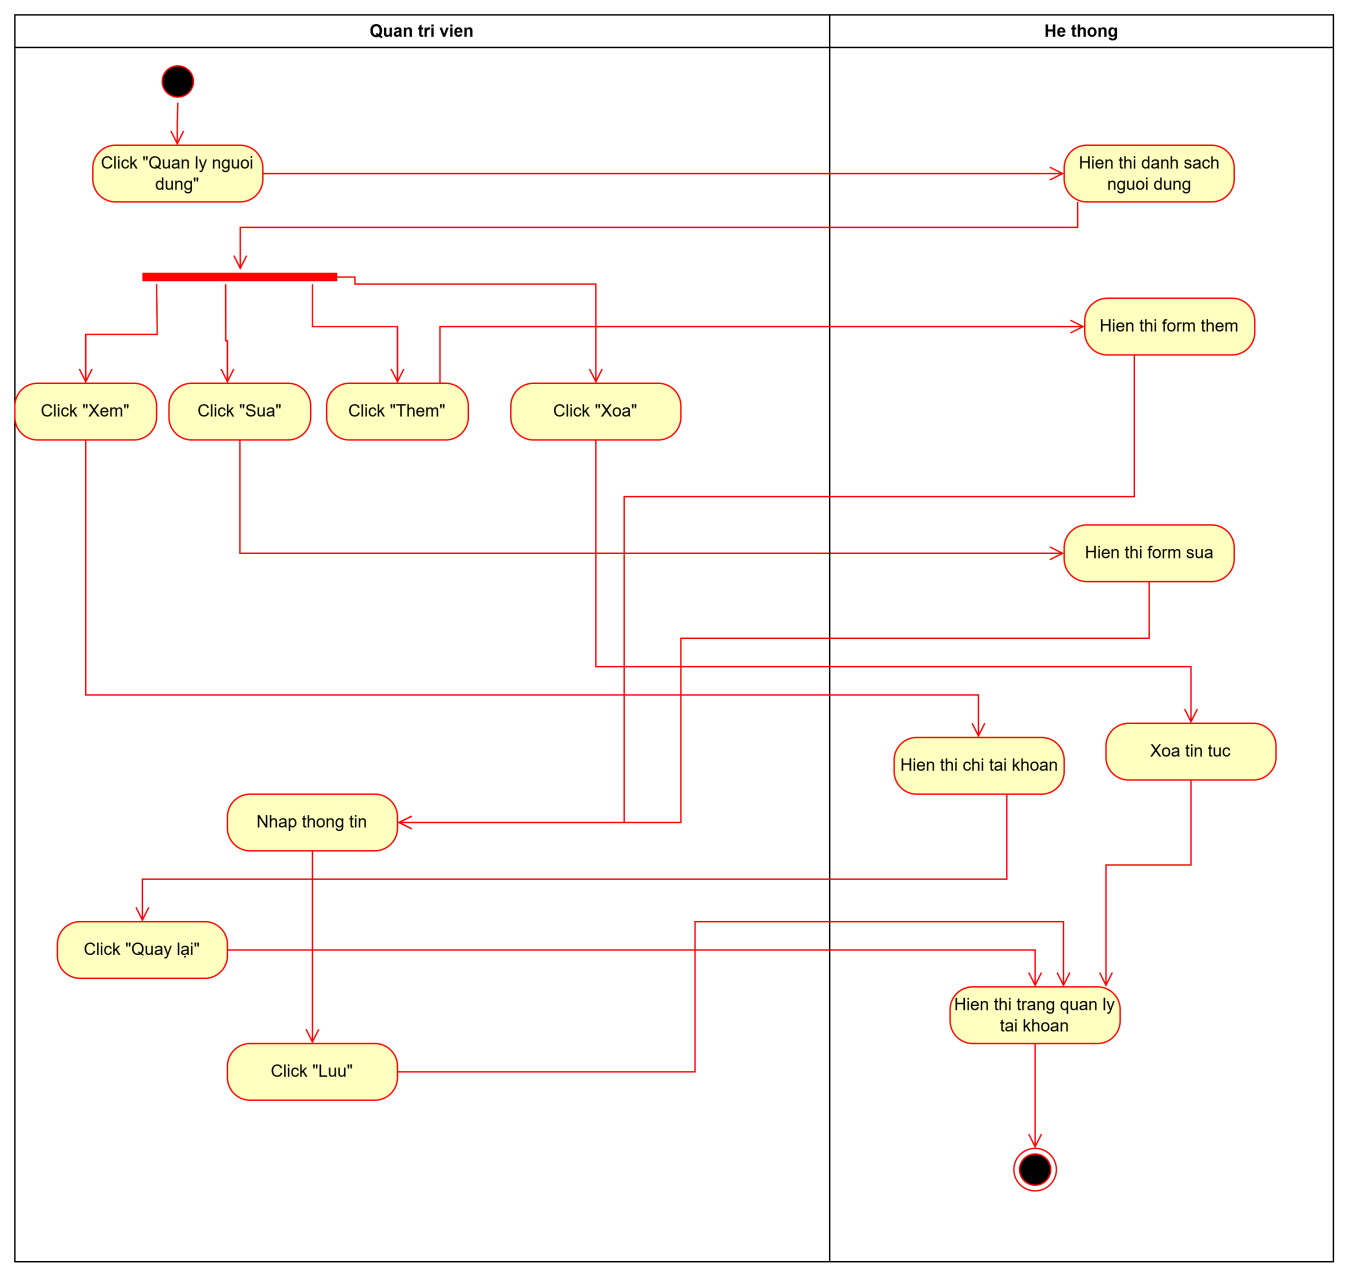 Quan tri vien
He thong
Click "Quan ly nguoi
dung"
Hien thi danh sach
nguoi dung
Hien thi form them
Click "Xem"
Click "Sua"
Click "Them"
Click "Xoa"
Hien thi form sua
Hien thi chi tai khoan
Xoa tin tuc
Nhap thong tin
Click "Quay lại"
Hien thi trang quan ly
tai khoan
Click "Luu"